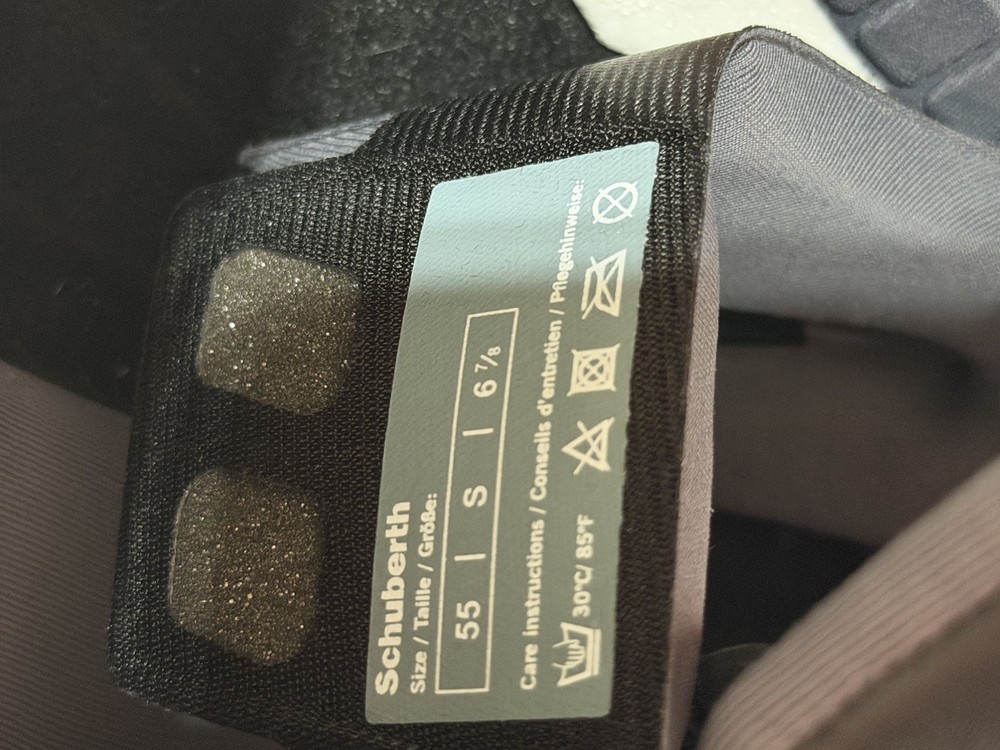 Schuberth
Size / Taille / Größe:
55 | S | 6 7/8
Care instructions / Conseils d'entretien / Pflegehinweise:
30°C/ 85°F